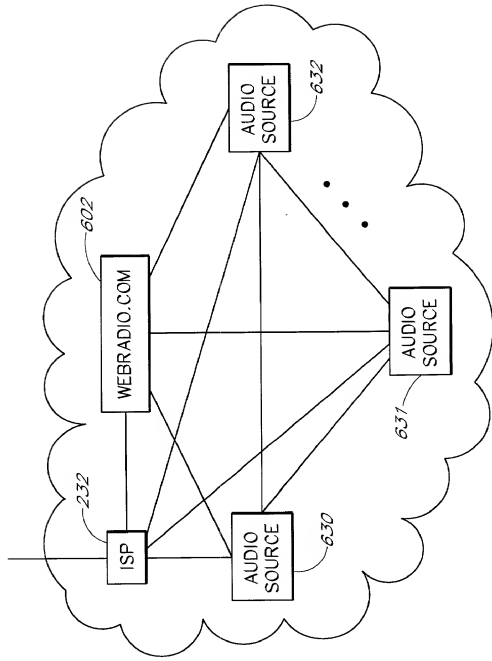 ISP
232
WEBRADIO.COM
602
AUDIO
SOURCE
630
AUDIO
SOURCE
631
AUDIO
SOURCE
632